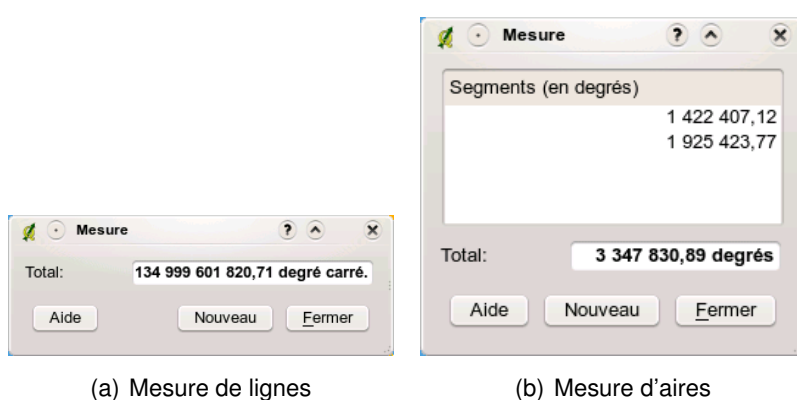 Mesure
Total:
134 999 601 820,71 degré carré.
Aide
Nouveau
Fermer
(a) Mesure de lignes
Mesure
Segments (en degrés)
1 422 407,12
1 925 423,77
Total:
3 347 830,89 degrés
Aide
Nouveau
Fermer
(b) Mesure d'aires